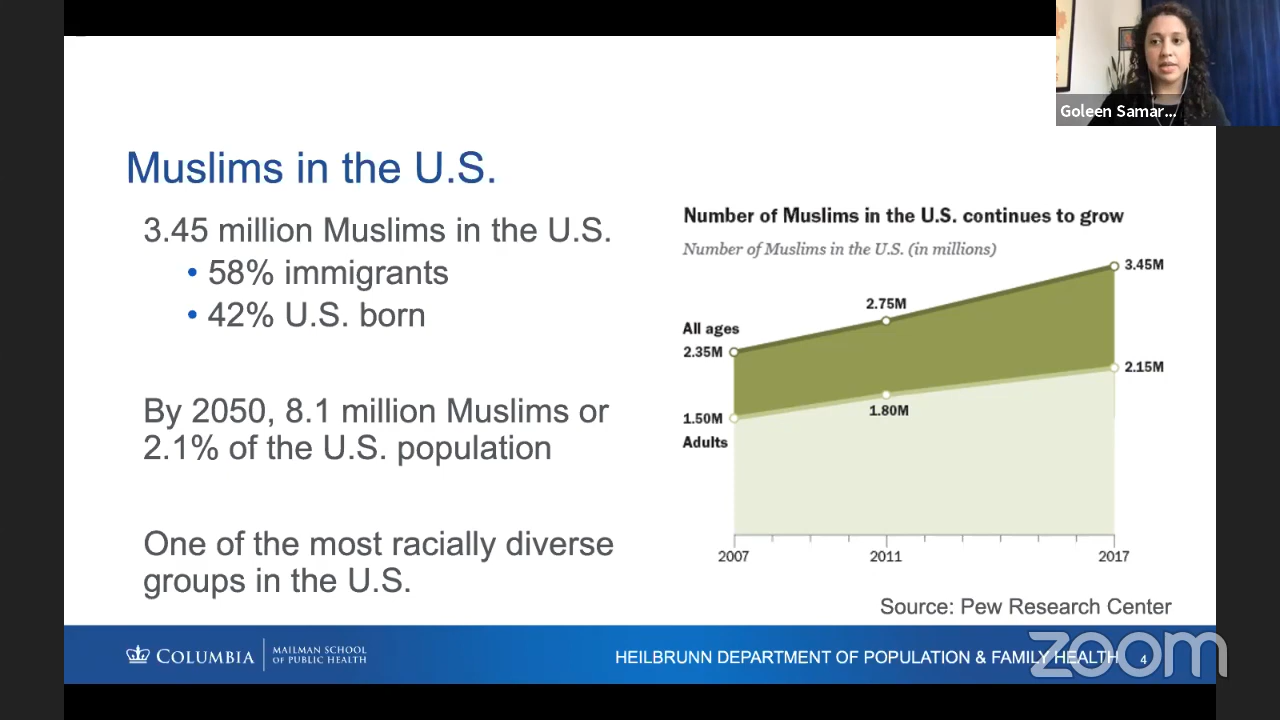 Goleen Samar...
Muslims in the U.S.
3.45 million Muslims in the U.S.
• 58% immigrants
• 42% U.S. born
By 2050, 8.1 million Muslims or
2.1% of the U.S. population
One of the most racially diverse
groups in the U.S.
Number of Muslims in the U.S. continues to grow
Number of Muslims in the U.S. (in millions)
3.45M
2.75M
All ages
2.35M
2.15M
1.50M
1.80M
Adults
2007
2011
2017
Source: Pew Research Center
COLUMBIA
MAILMAN SCHOOL
OF PUBLIC HEALTH
HEILBRUNN DEPARTMENT OF POPULATION & FAMILY HEALTH
4
zoom